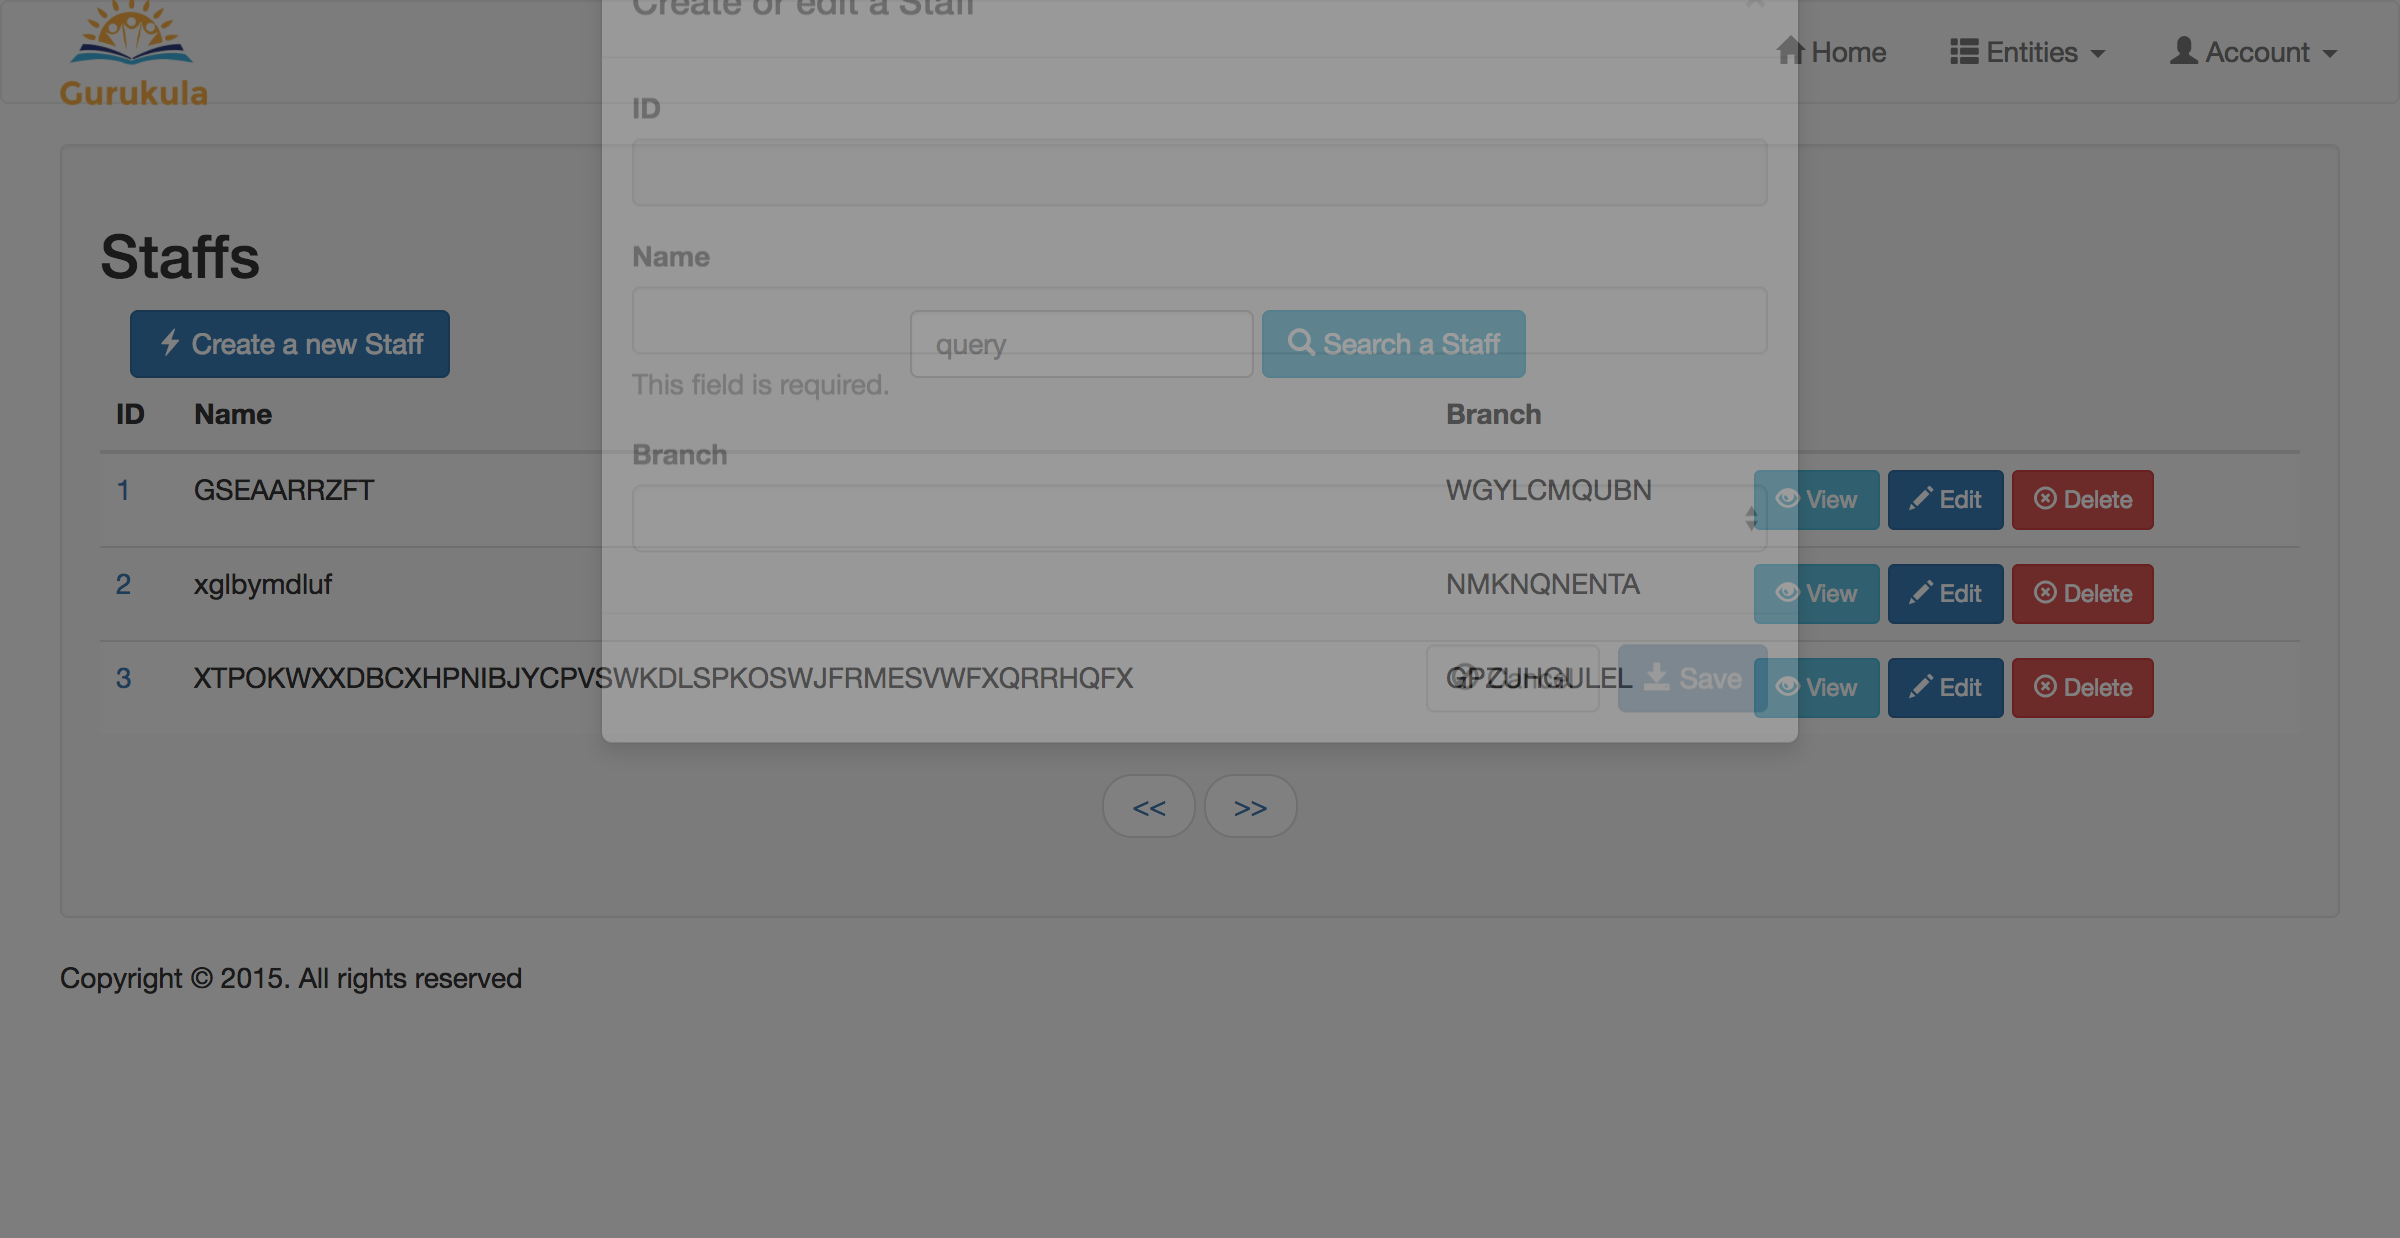 Create or edit a Staff
Home Entities Account
Gurukula
ID
Staffs
Name
Create a new Staff
query
Search a Staff
This field is required.
ID Name Branch
Branch
1 GSEAARRZFT WGYLCMQUBN View Edit Delete
2 xglbymdluf NMKNQNENTA View Edit Delete
3 XTPOKWXXDBCXHPNIBJYCPVSWKDLSPKOSWJFRMESVWFXQRRHQFX GPZUHGULEL View Edit Delete
Cancel Save
<< >>
Copyright © 2015. All rights reserved